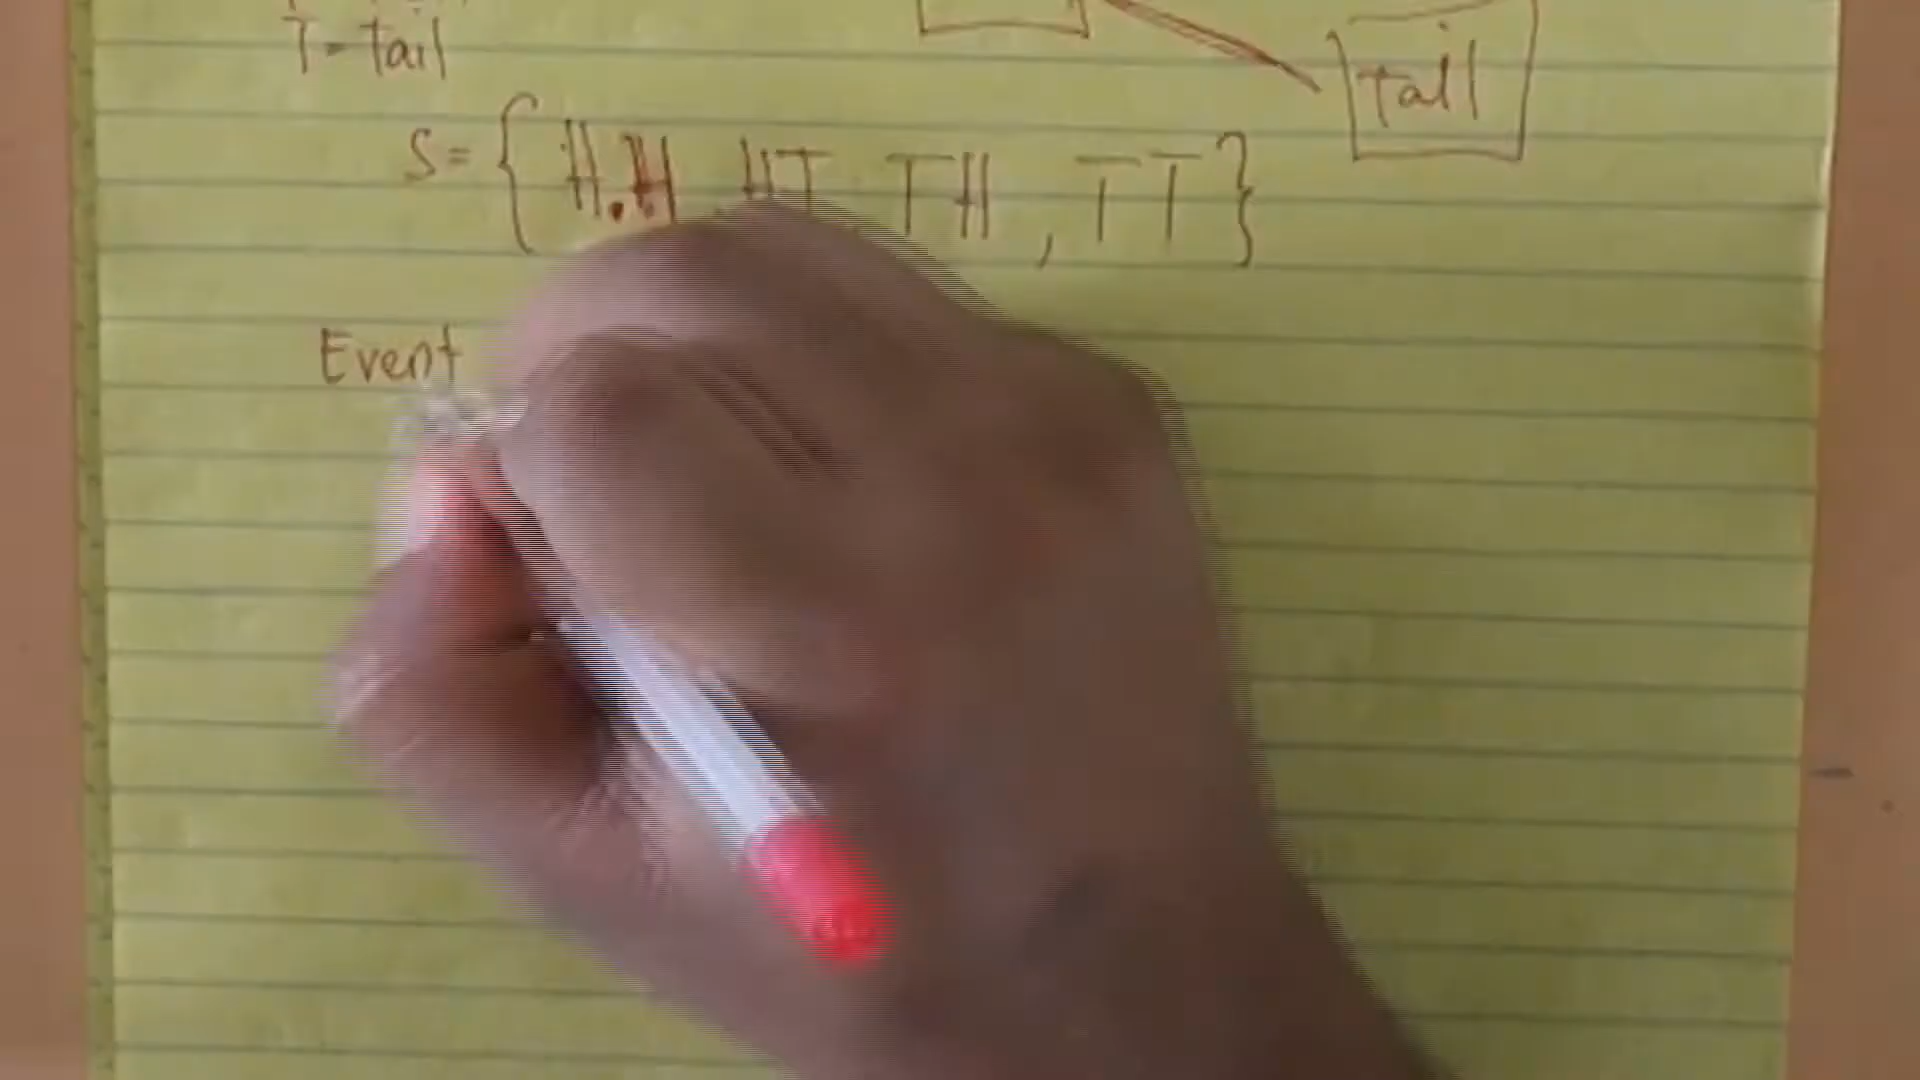 T = tail
tail
S = { H.H, HT, TH, TT }
Event